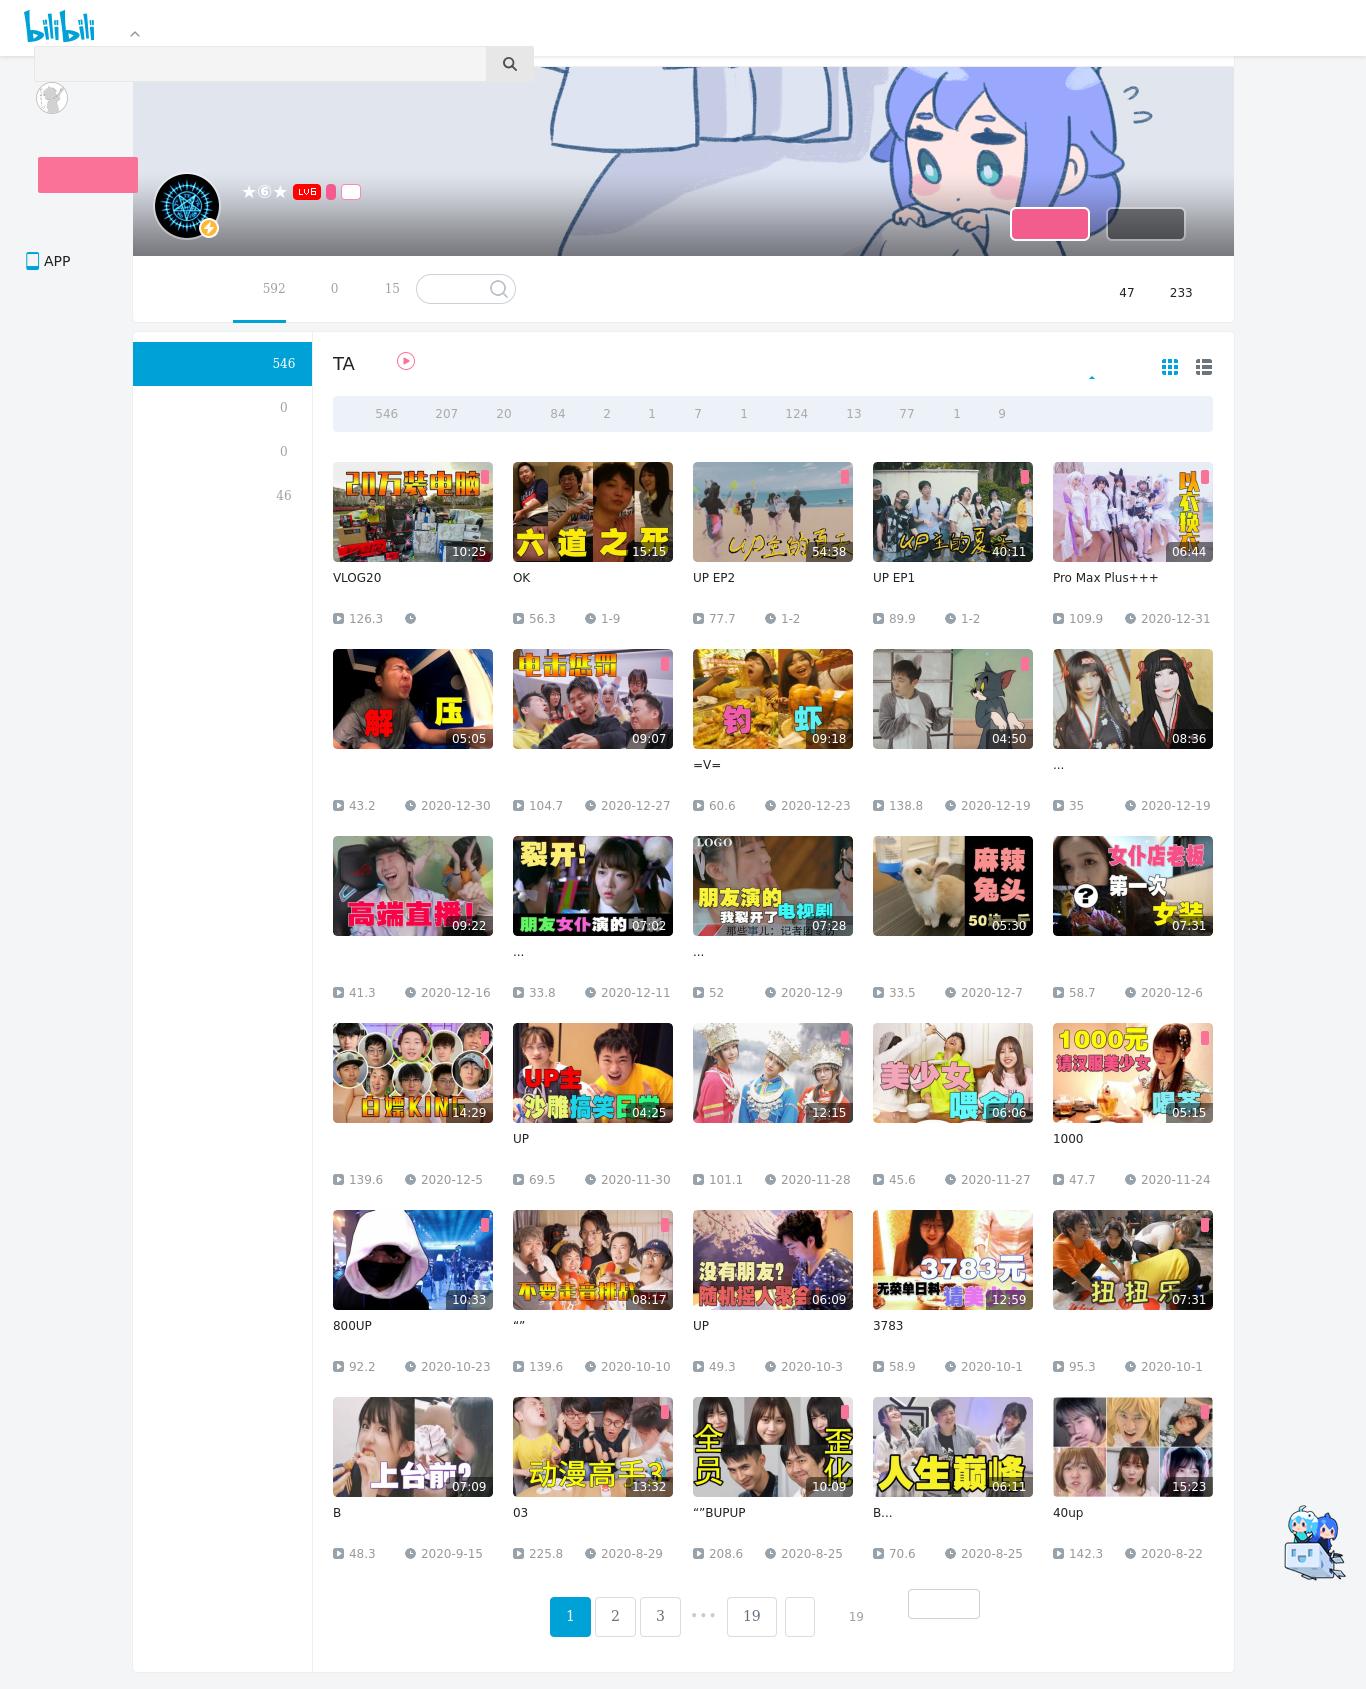 bilibili
★⑥★ LV6
APP
592 0 15
47 233
546
0
0
46
TA
546 207 20 84 2 1 7 1 124 13 77 1 9
20万装电脑
10:25
六道之死
15:15
UP主的夏天
54:38
UP主的夏天
40:11
以衣换
06:44
VLOG20
OK
UP EP2
UP EP1
Pro Max Plus+++
126.3
56.3 1-9
77.7 1-2
89.9 1-2
109.9 2020-12-31
解压
05:05
电击惩罚
09:07
钓虾
09:18
04:50
08:36
=V=
...
43.2 2020-12-30
104.7 2020-12-27
60.6 2020-12-23
138.8 2020-12-19
35 2020-12-19
高端直播!
09:22
裂开!
朋友女仆演的
07:02
LOGO
朋友演的
我裂开了电视剧
那些事儿：记者团
07:28
麻辣
兔头
05:30
女仆店老板
第一次
女装
07:31
...
...
41.3 2020-12-16
33.8 2020-12-11
52 2020-12-9
33.5 2020-12-7
58.7 2020-12-6
白嫖KING
14:29
UP主
沙雕搞笑日常
04:25
12:15
美少女
喂食?
06:06
1000元
请汉服美少女
喝茶
05:15
UP
1000
139.6 2020-12-5
69.5 2020-11-30
101.1 2020-11-28
45.6 2020-11-27
47.7 2020-11-24
10:33
不要走音挑战
08:17
没有朋友?
随机摇人聚会
06:09
3783元
无菜单日料 请美少女
12:59
扭扭乐
07:31
800UP
“”
UP
3783
92.2 2020-10-23
139.6 2020-10-10
49.3 2020-10-3
58.9 2020-10-1
95.3 2020-10-1
上台前?
07:09
动漫高手3
13:32
全员歪化
10:09
人生巅峰
06:11
15:23
B
03
“”BUPUP
B...
40up
48.3 2020-9-15
225.8 2020-8-29
208.6 2020-8-25
70.6 2020-8-25
142.3 2020-8-22
1 2 3 ••• 19 19